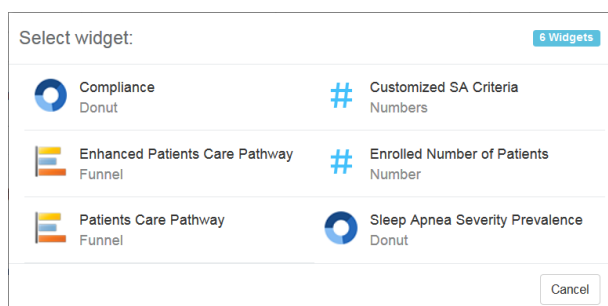 Select widget:
6 Widgets
Compliance
Donut
# Customized SA Criteria
Numbers
Enhanced Patients Care Pathway
Funnel
# Enrolled Number of Patients
Number
Patients Care Pathway
Funnel
Sleep Apnea Severity Prevalence
Donut
Cancel